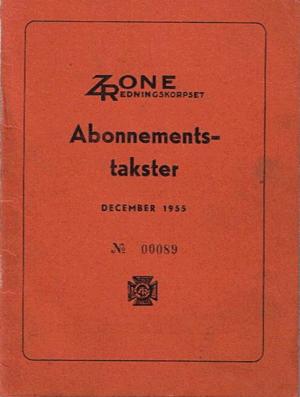 ZONE
REDNINGSKORPSET
Abonnements-
takster
DECEMBER 1955
№ 00089